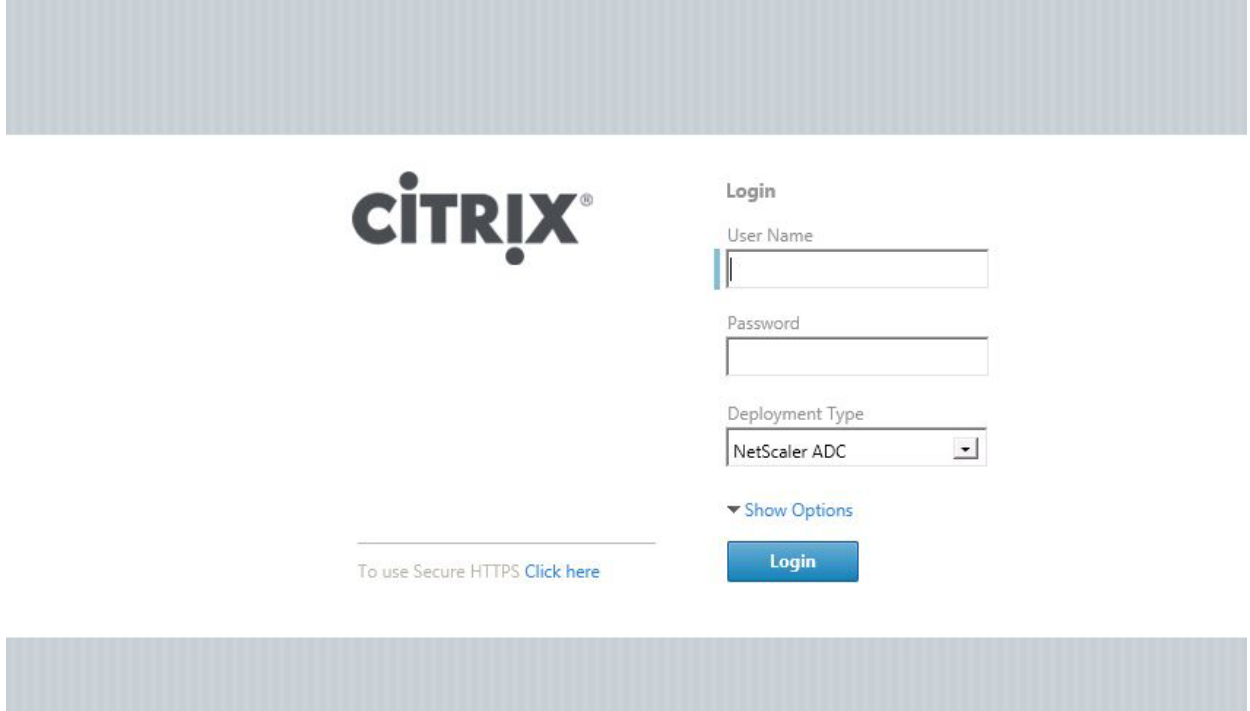 CITRIX®
Login
User Name
Password
Deployment Type
NetScaler ADC
Show Options
Login
To use Secure HTTPS Click here